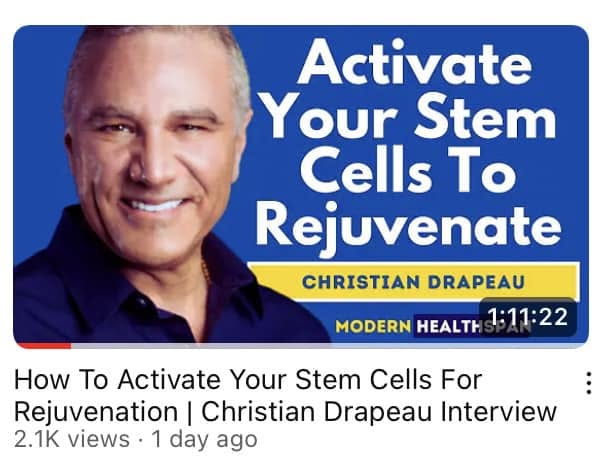 Activate
Your Stem
Cells To
Rejuvenate
CHRISTIAN DRAPEAU
MODERN HEALTHSPAN
1:11:22
How To Activate Your Stem Cells For
Rejuvenation | Christian Drapeau Interview
2.1K views · 1 day ago